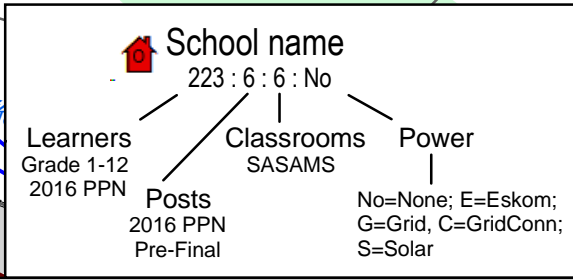 School name
223 : 6 : 6 : No
Learners
Grade 1-12
2016 PPN
Posts
2016 PPN
Pre-Final
Classrooms
SASAMS
Power
No=None; E=Eskom;
G=Grid, C=GridConn;
S=Solar